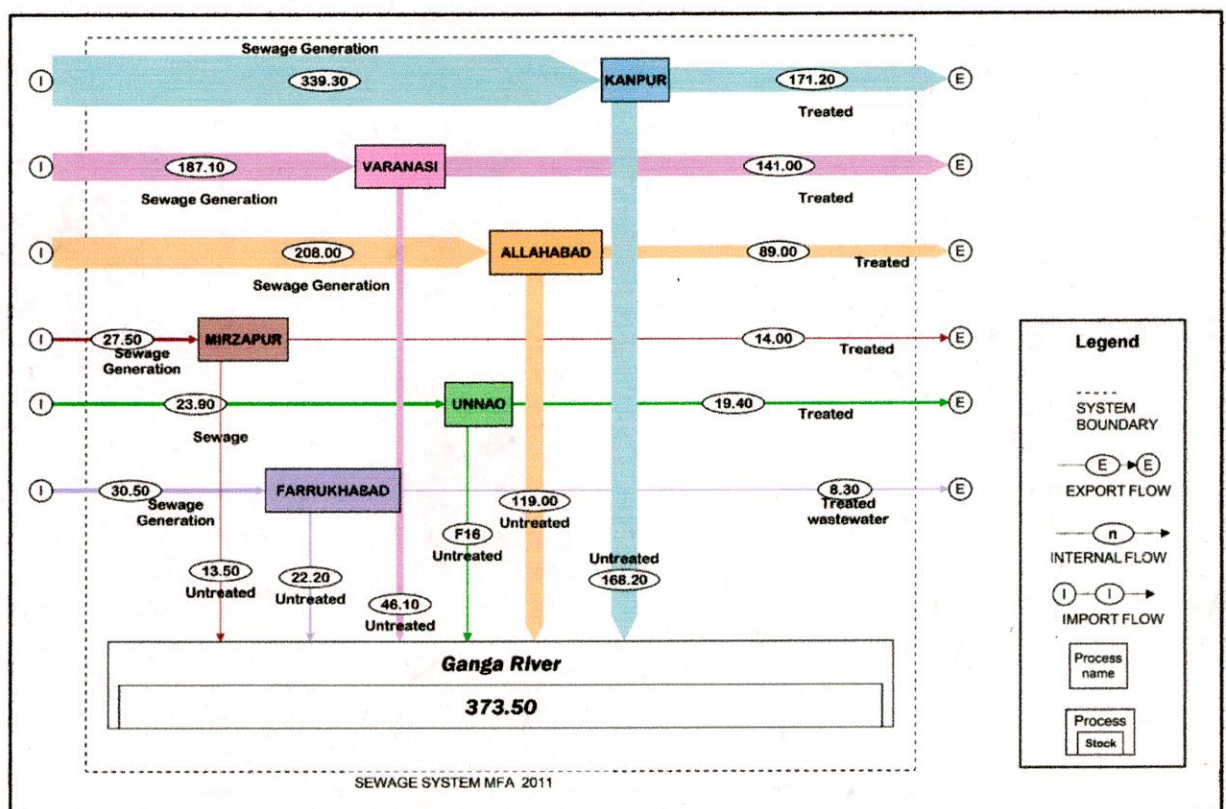 Sewage Generation
I
339.30
KANPUR
171.20
E
Treated
I
187.10
VARANASI
141.00
E
Sewage Generation
Treated
I
208.00
ALLAHABAD
89.00
E
Sewage Generation
Treated
I
27.50
MIRZAPUR
14.00
E
Sewage
Generation
Treated
I
23.90
UNNAO
19.40
E
Sewage
Treated
I
30.50
FARRUKHABAD
8.30
E
Sewage
Generation
Treated
wastewater
119.00
Untreated
F16
Untreated
Untreated
168.20
13.50
Untreated
22.20
Untreated
46.10
Untreated
Ganga River
373.50
SEWAGE SYSTEM MFA 2011
Legend
SYSTEM
BOUNDARY
E E
EXPORT FLOW
n
INTERNAL FLOW
I I
IMPORT FLOW
Process
name
Process
Stock